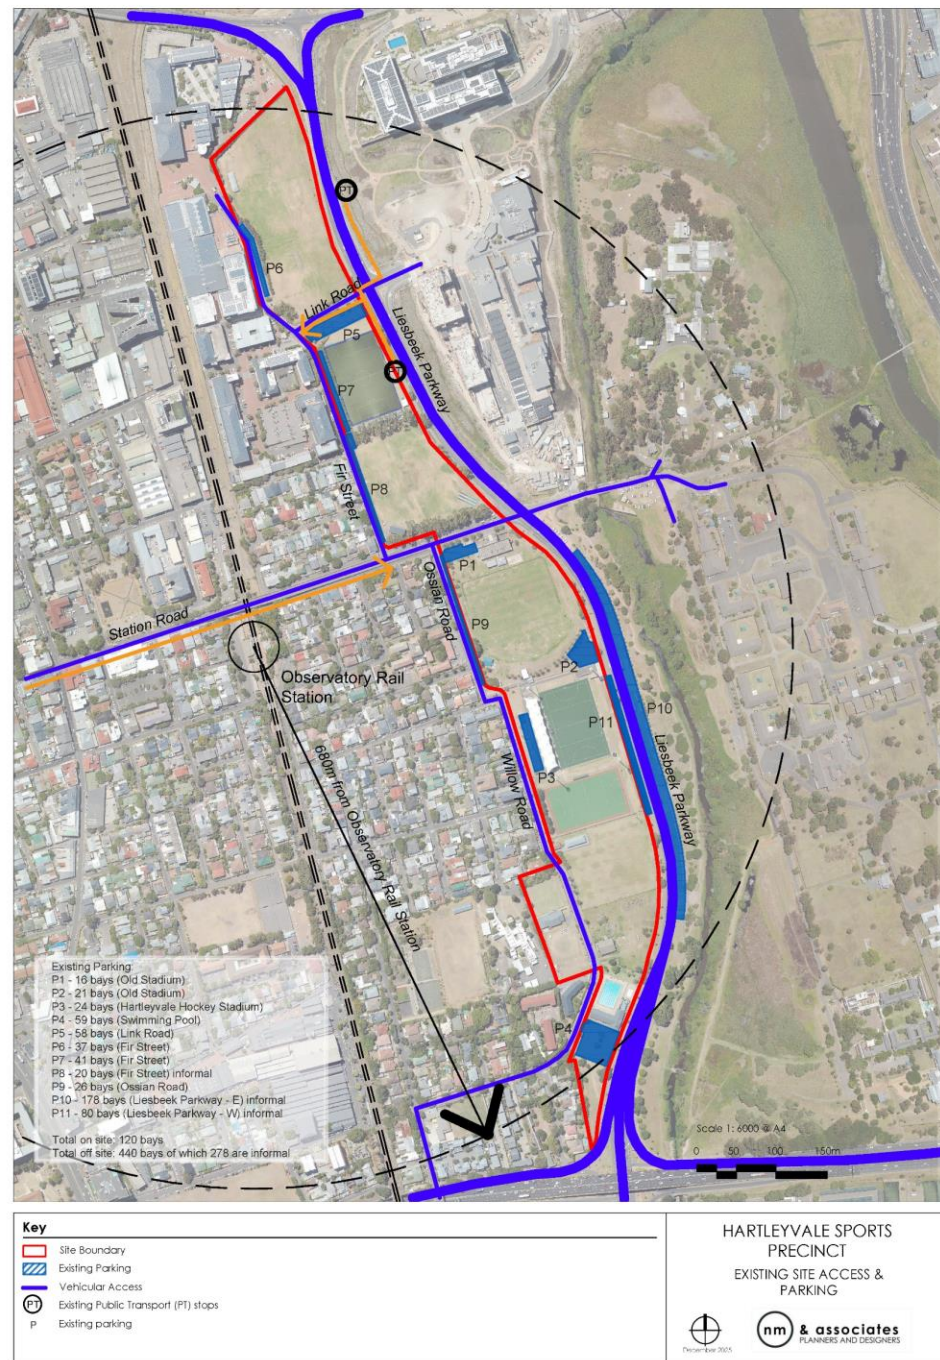 PT
P6
Link Road
P5
Liesbeek Parkway
PT
P7
Fir Street
P8
Station Road
Ossian Road
P1
P9
P2
Observatory Rail
Station
P10
P11
Liesbeek Parkway
P3
Willow Road
680m from Observatory Rail Station
P4
Existing Parking:
P1 - 16 bays (Old Stadium)
P2 - 21 bays (Old Stadium)
P3 - 24 bays (Hartleyvale Hockey Stadium)
P4 - 59 bays (Swimming Pool)
P5 - 58 bays (Link Road)
P6 - 37 bays (Fir Street)
P7 - 41 bays (Fir Street)
P8 - 20 bays (Fir Street) informal
P9 - 26 bays (Ossian Road)
P10 - 178 bays (Liesbeek Parkway - E) informal
P11 - 80 bays (Liesbeek Parkway - W) informal
Total on site: 120 bays
Total off site: 440 bays of which 278 are informal
Scale 1: 6000 @ A4
0 50 100 150m
Key
Site Boundary
Existing Parking
Vehicular Access
PT Existing Public Transport (PT) stops
P Existing parking
HARTLEYVALE SPORTS
PRECINCT
EXISTING SITE ACCESS &
PARKING
December 2025
nm & associates
PLANNERS AND DESIGNERS